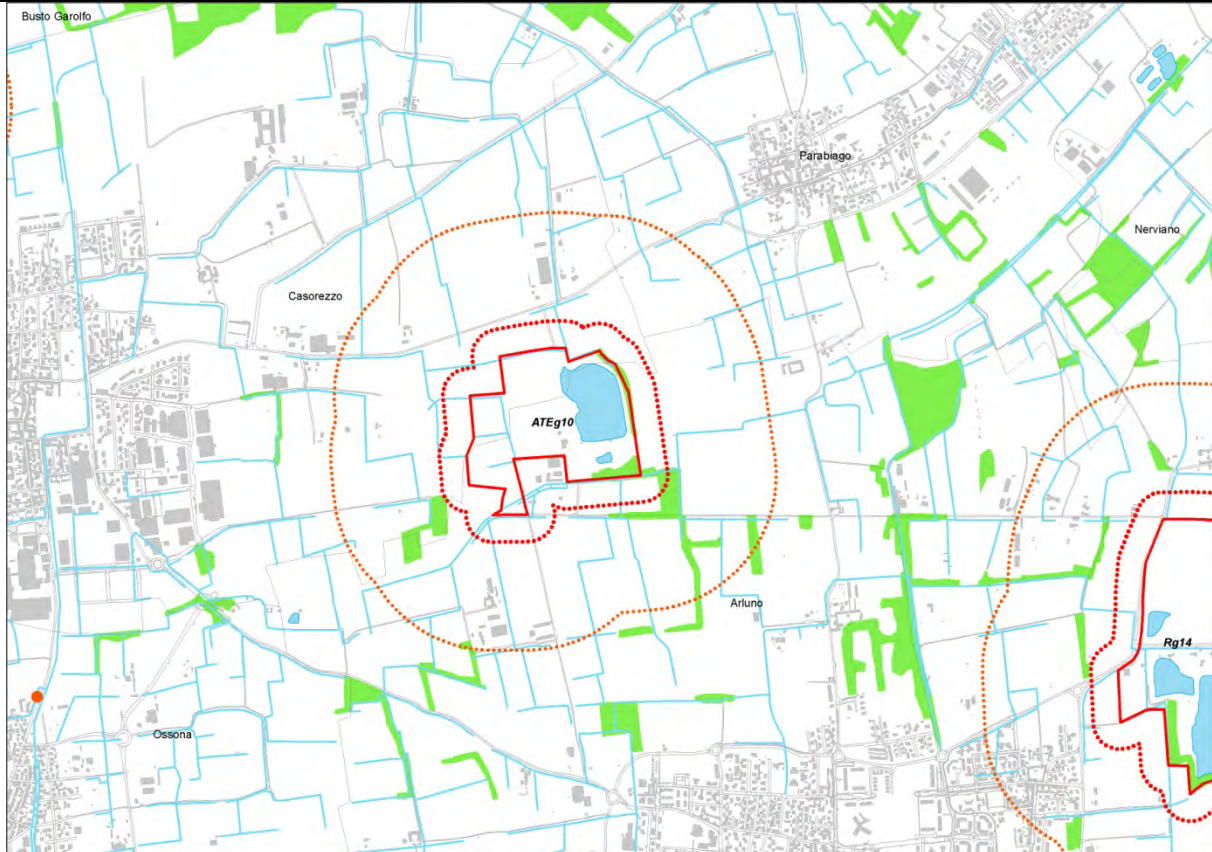 Busto Garolfo
Parabiago
Nerviano
Casorezzo
ATEg10
Arluno
Rg14
Ossona